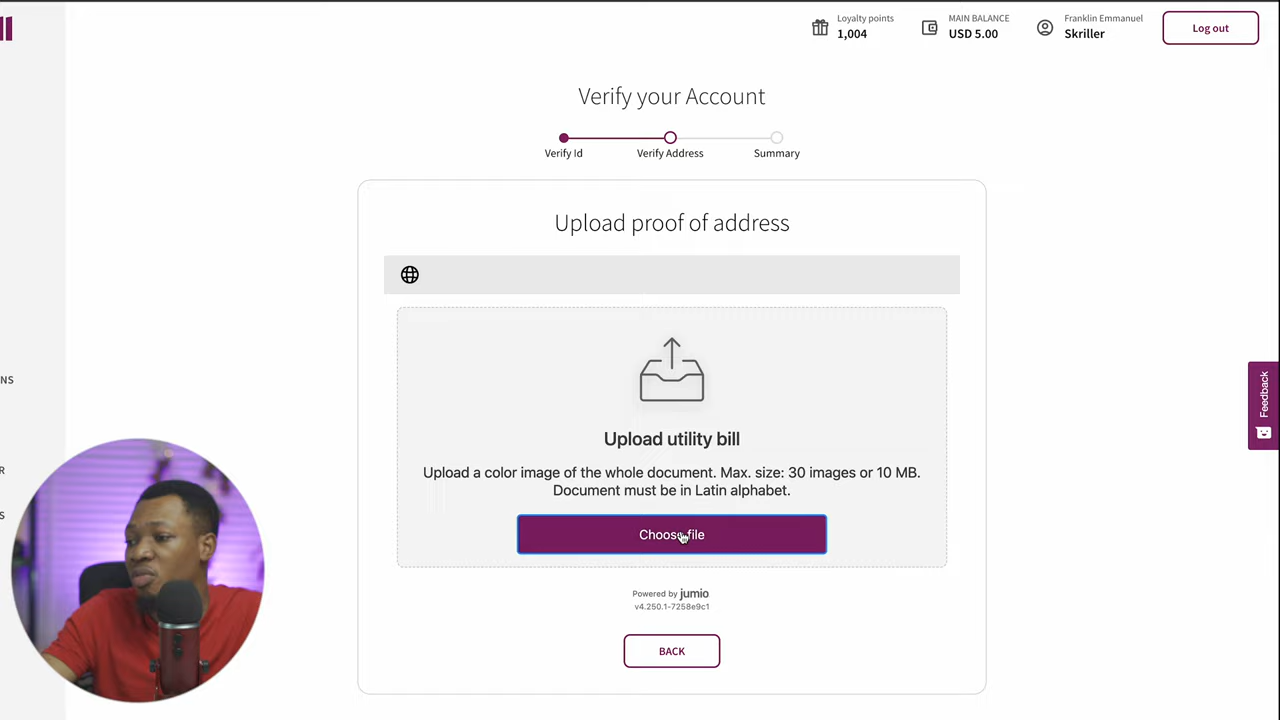 Loyalty points
1,004
MAIN BALANCE
USD 5.00
Franklin Emmanuel
Skriller
Log out
Verify your Account
Verify Id
Verify Address
Summary
Upload proof of address
Upload utility bill
Upload a color image of the whole document. Max. size: 30 images or 10 MB.
Document must be in Latin alphabet.
Choose file
Powered by jumio
v4.250.1-7258e9c1
BACK
Feedback
NS
R
S